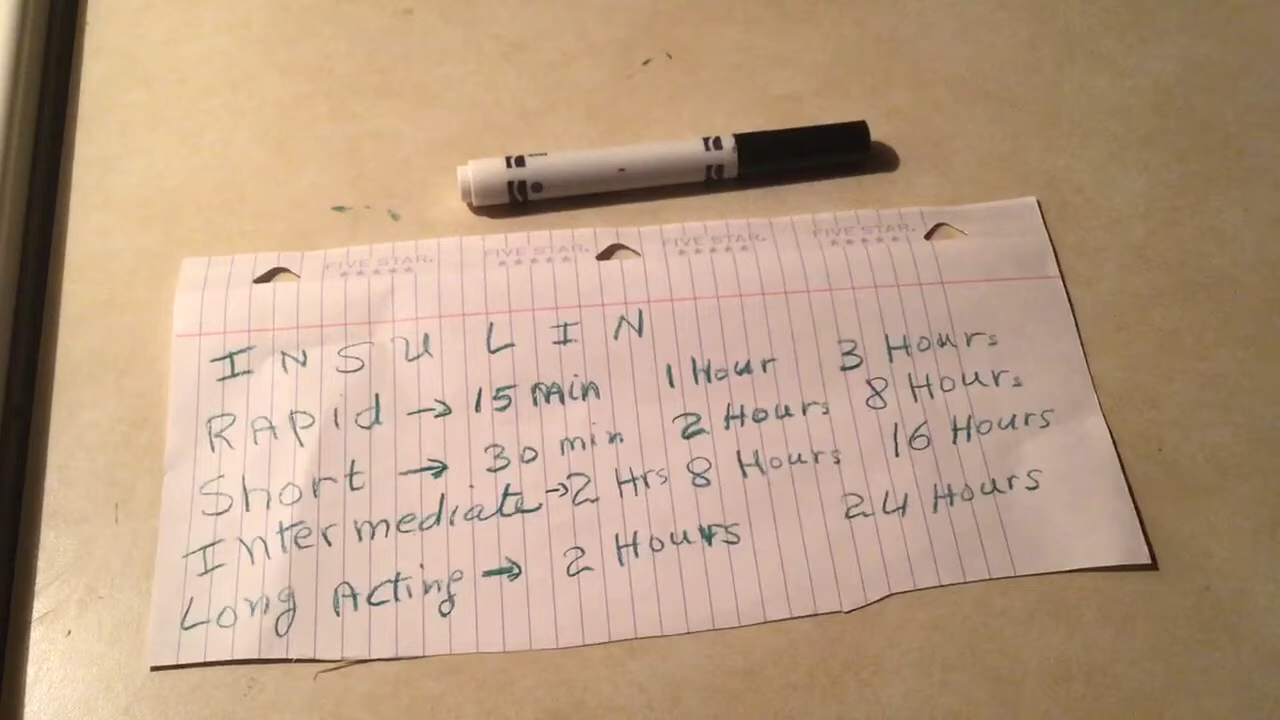 FIVE STAR. FIVE STAR. FIVE STAR. FIVE STAR.
INSULIN
RAPid → 15 min 1 Hour 3 Hours
Short → 30 min 2 Hours 8 Hours
Intermediate → 2 Hrs 8 Hours 16 Hours
Long Acting → 2 Hours 24 Hours